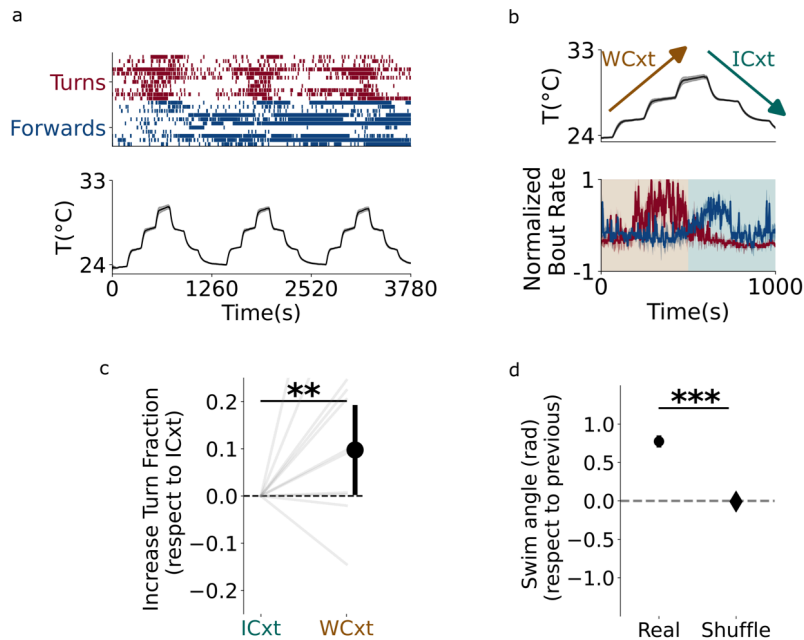 a
Turns
Forwards
T(°C)
33
24
0
1260
2520
3780
Time(s)
b
33
24
T(°C)
WCxt
ICxt
Normalized
Bout Rate
1
-1
0
1000
Time(s)
c
Increase Turn Fraction
(respect to ICxt)
0.2
0.1
0.0
−0.1
−0.2
**
ICxt
WCxt
d
Swim angle (rad)
(respect to previous)
1.0
0.5
0.0
−0.5
−1.0
***
Real
Shuffle